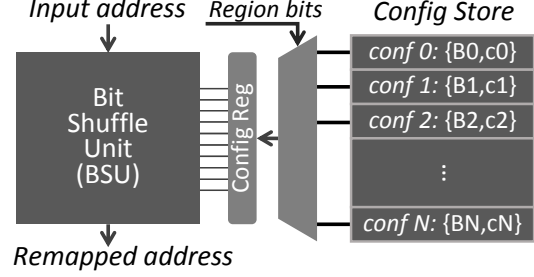 Input address
Region bits
Config Store
Bit
Shuffle
Unit
(BSU)
Config Reg
conf 0: {B0,c0}
conf 1: {B1,c1}
conf 2: {B2,c2}
⋮
conf N: {BN,cN}
Remapped address